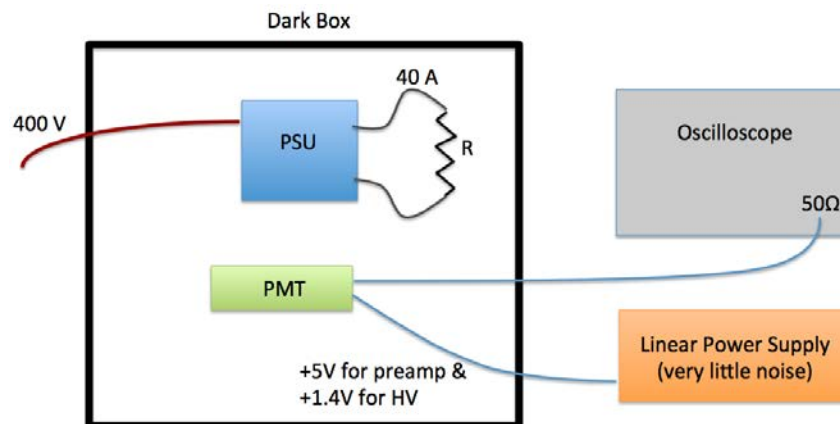 Dark Box
40 A
400 V
PSU
R
Oscilloscope
50Ω
PMT
Linear Power Supply
(very little noise)
+5V for preamp &
+1.4V for HV